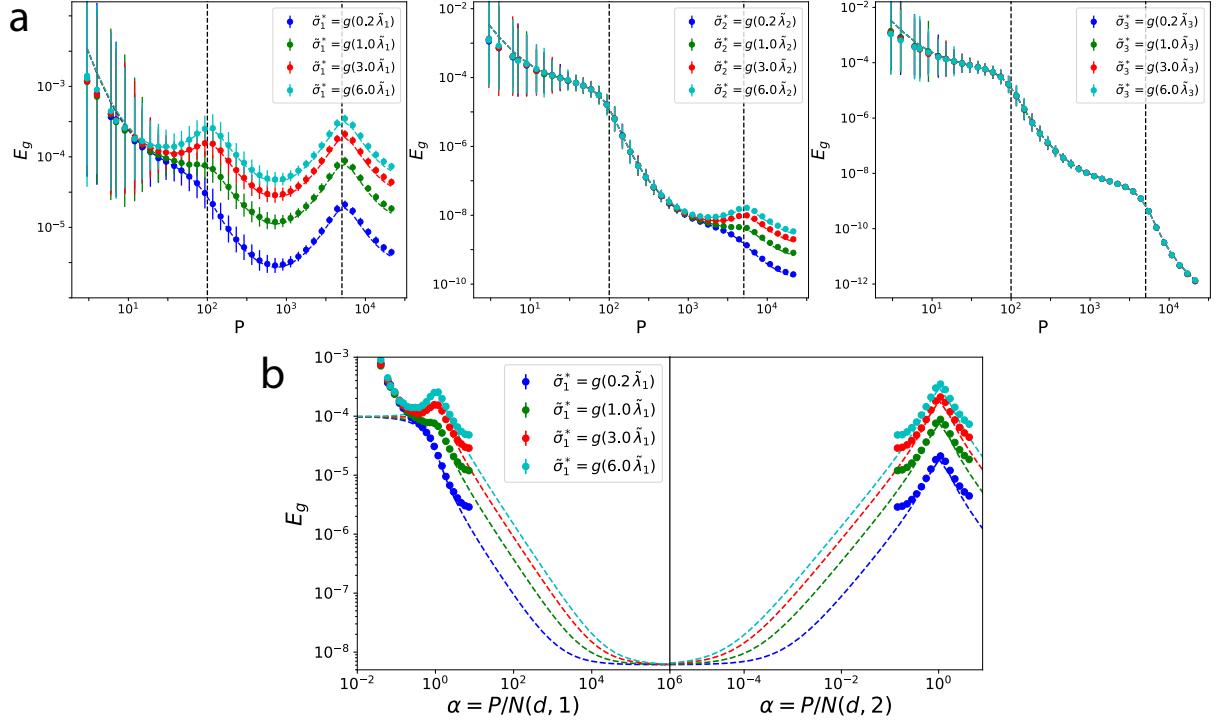 a
σ̃₁* = g(0.2 λ̃₁)
σ̃₁* = g(1.0 λ̃₁)
σ̃₁* = g(3.0 λ̃₁)
σ̃₁* = g(6.0 λ̃₁)
E_g
10⁻³
10⁻⁴
10⁻⁵
10¹ 10² 10³ 10⁴
P
σ̃₂* = g(0.2 λ̃₂)
σ̃₂* = g(1.0 λ̃₂)
σ̃₂* = g(3.0 λ̃₂)
σ̃₂* = g(6.0 λ̃₂)
E_g
10⁻²
10⁻⁴
10⁻⁶
10⁻⁸
10⁻¹⁰
10¹ 10² 10³ 10⁴
P
σ̃₃* = g(0.2 λ̃₃)
σ̃₃* = g(1.0 λ̃₃)
σ̃₃* = g(3.0 λ̃₃)
σ̃₃* = g(6.0 λ̃₃)
E_g
10⁻²
10⁻⁴
10⁻⁶
10⁻⁸
10⁻¹⁰
10⁻¹²
10¹ 10² 10³ 10⁴
P
b
σ̃₁* = g(0.2 λ̃₁)
σ̃₁* = g(1.0 λ̃₁)
σ̃₁* = g(3.0 λ̃₁)
σ̃₁* = g(6.0 λ̃₁)
E_g
10⁻³
10⁻⁴
10⁻⁵
10⁻⁶
10⁻⁷
10⁻⁸
10⁻² 10⁰ 10² 10⁴ 10⁶ 10⁻⁴ 10⁻² 10⁰
α = P/N(d, 1) α = P/N(d, 2)